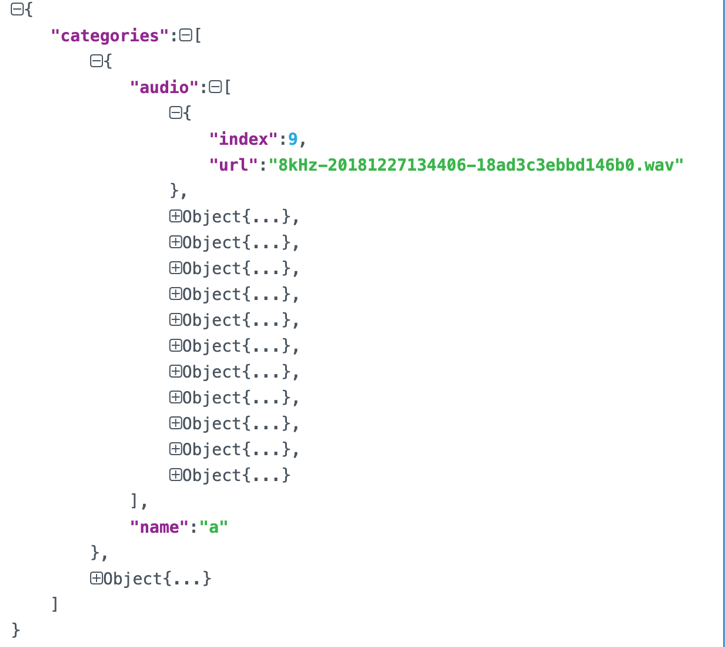 {
"categories":[
{
"audio":[
{
"index":9,
"url":"8kHz-20181227134406-18ad3c3ebbd146b0.wav"
},
Object{...},
Object{...},
Object{...},
Object{...},
Object{...},
Object{...},
Object{...},
Object{...},
Object{...},
Object{...},
Object{...}
],
"name":"a"
},
Object{...}
]
}